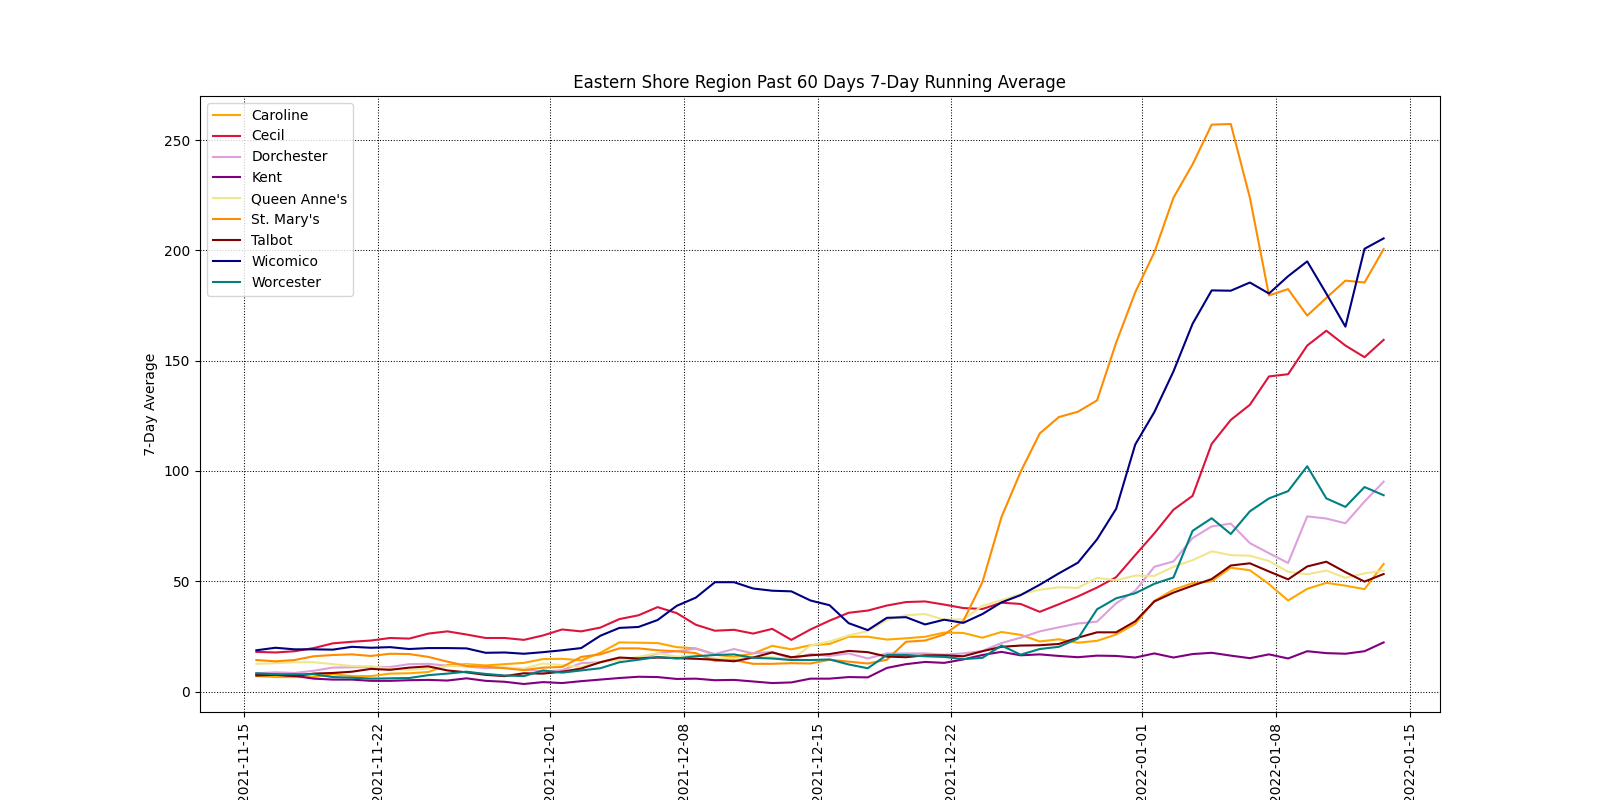 Eastern Shore Region Past 60 Days 7-Day Running Average
Caroline
Cecil
Dorchester
Kent
Queen Anne's
St. Mary's
Talbot
Wicomico
Worcester
7-Day Average
250
200
150
100
50
0
2021-11-15
2021-11-22
2021-12-01
2021-12-08
2021-12-15
2021-12-22
2022-01-01
2022-01-08
2022-01-15